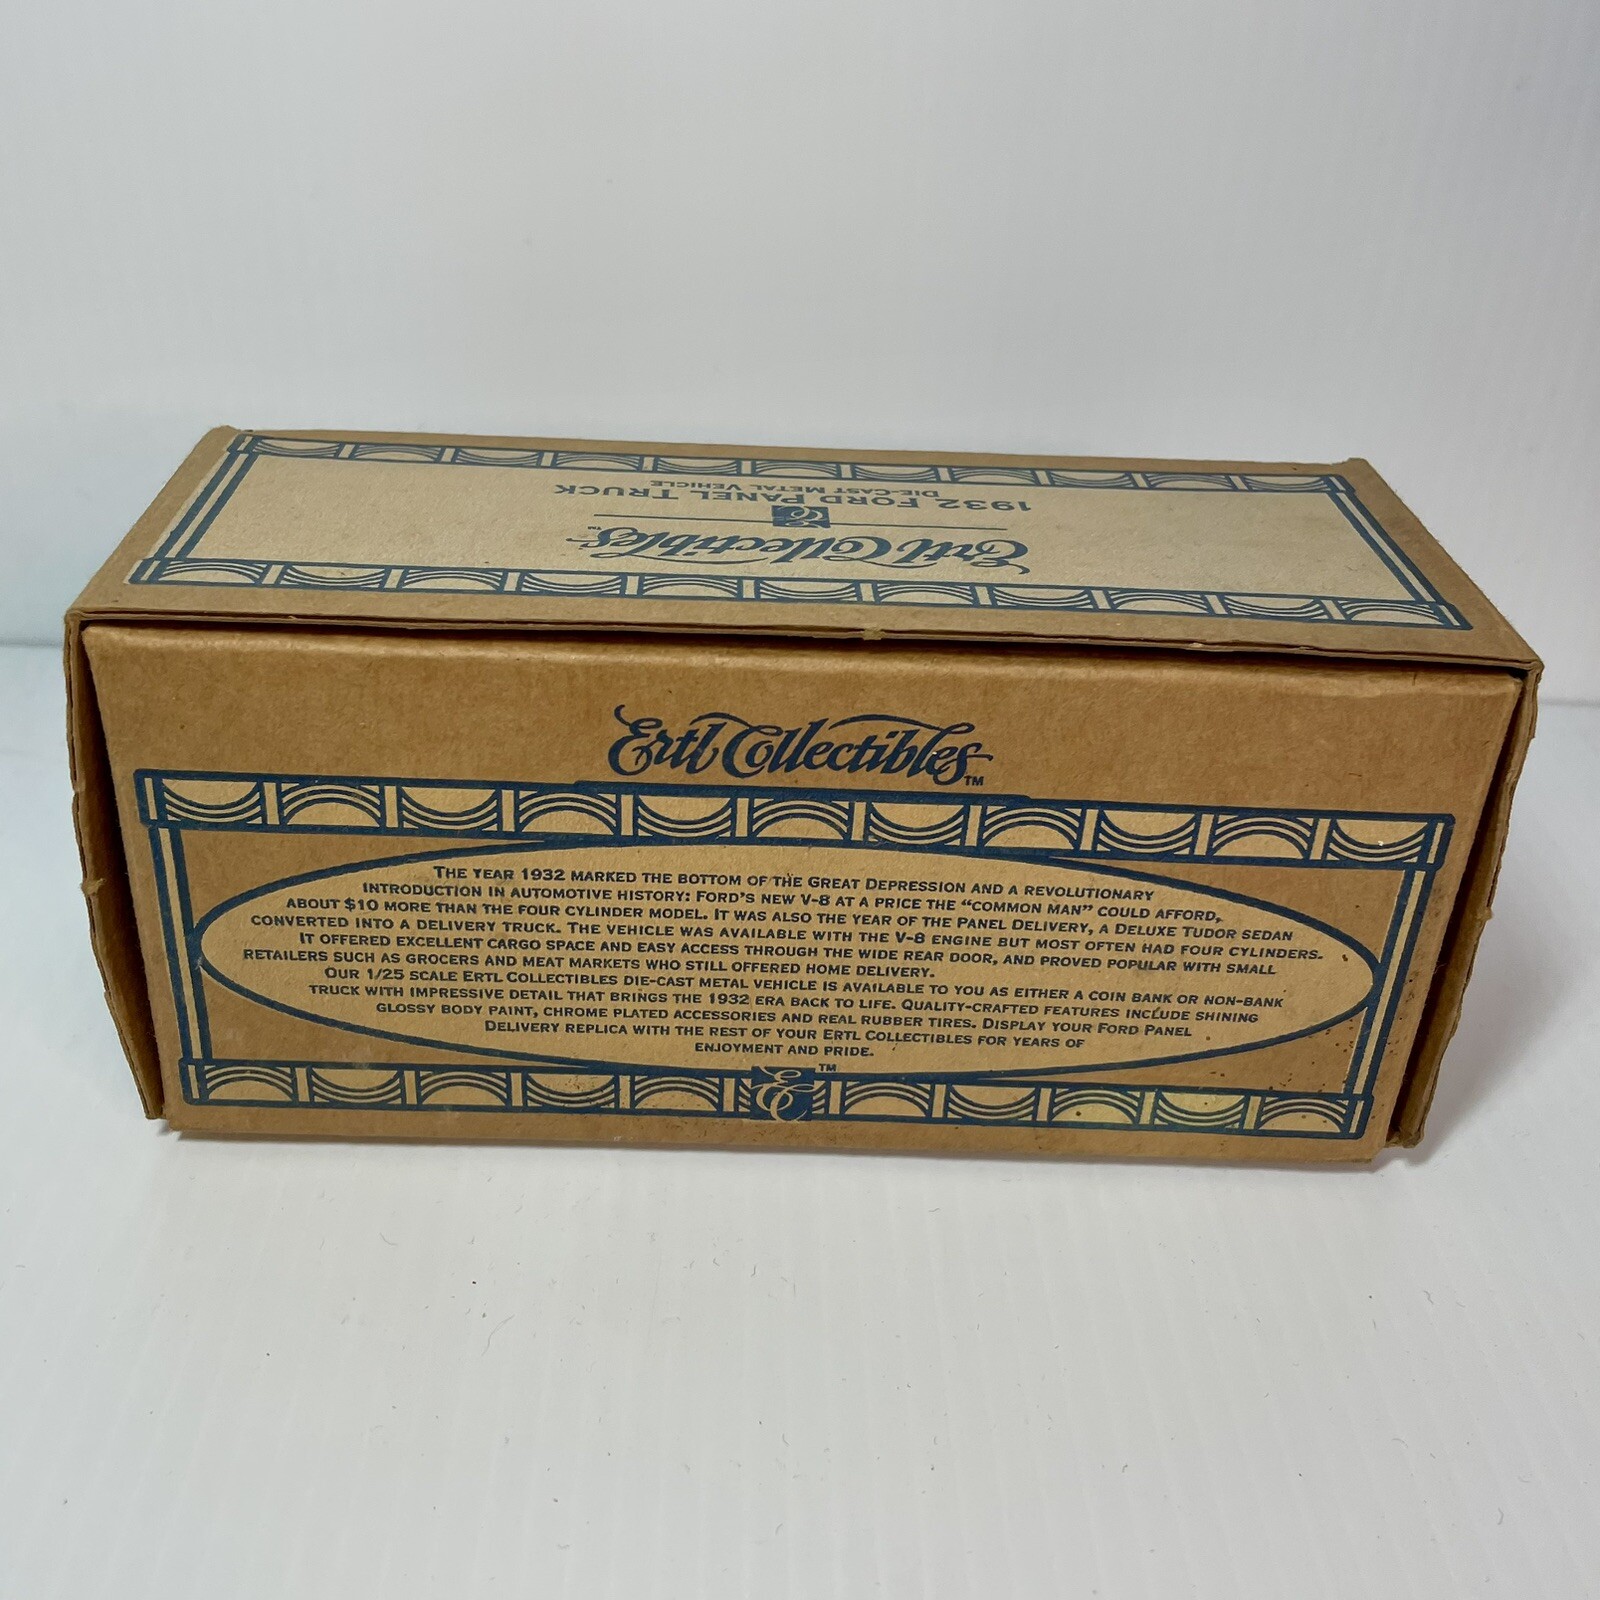 Ertl Collectibles™
1932 FORD PANEL TRUCK
DIE-CAST METAL VEHICLE
Ertl Collectibles™
THE YEAR 1932 MARKED THE BOTTOM OF THE GREAT DEPRESSION AND A REVOLUTIONARY
INTRODUCTION IN AUTOMOTIVE HISTORY: FORD'S NEW V-8 AT A PRICE THE "COMMON MAN" COULD AFFORD,
ABOUT $10 MORE THAN THE FOUR CYLINDER MODEL. IT WAS ALSO THE YEAR OF THE PANEL DELIVERY, A DELUXE TUDOR SEDAN
CONVERTED INTO A DELIVERY TRUCK. THE VEHICLE WAS AVAILABLE WITH THE V-8 ENGINE BUT MOST OFTEN HAD FOUR CYLINDERS.
IT OFFERED EXCELLENT CARGO SPACE AND EASY ACCESS THROUGH THE WIDE REAR DOOR, AND PROVED POPULAR WITH SMALL
RETAILERS SUCH AS GROCERS AND MEAT MARKETS WHO STILL OFFERED HOME DELIVERY.
OUR 1/25 SCALE ERTL COLLECTIBLES DIE-CAST METAL VEHICLE IS AVAILABLE TO YOU AS EITHER A COIN BANK OR NON-BANK
TRUCK WITH IMPRESSIVE DETAIL THAT BRINGS THE 1932 ERA BACK TO LIFE. QUALITY-CRAFTED FEATURES INCLUDE SHINING
GLOSSY BODY PAINT, CHROME PLATED ACCESSORIES AND REAL RUBBER TIRES. DISPLAY YOUR FORD PANEL
DELIVERY REPLICA WITH THE REST OF YOUR ERTL COLLECTIBLES FOR YEARS OF
ENJOYMENT AND PRIDE.
EC™